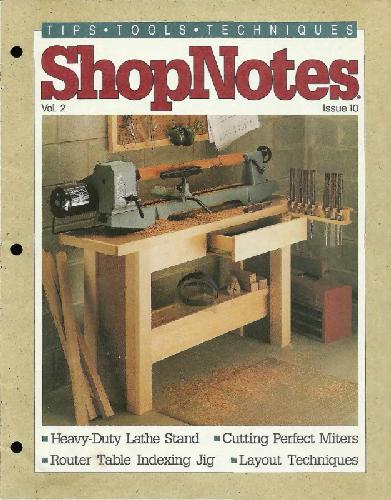 TIPS • TOOLS • TECHNIQUES
ShopNotes.
Vol. 2 Issue 10
■ Heavy-Duty Lathe Stand ■ Cutting Perfect Miters
■ Router Table Indexing Jig ■ Layout Techniques